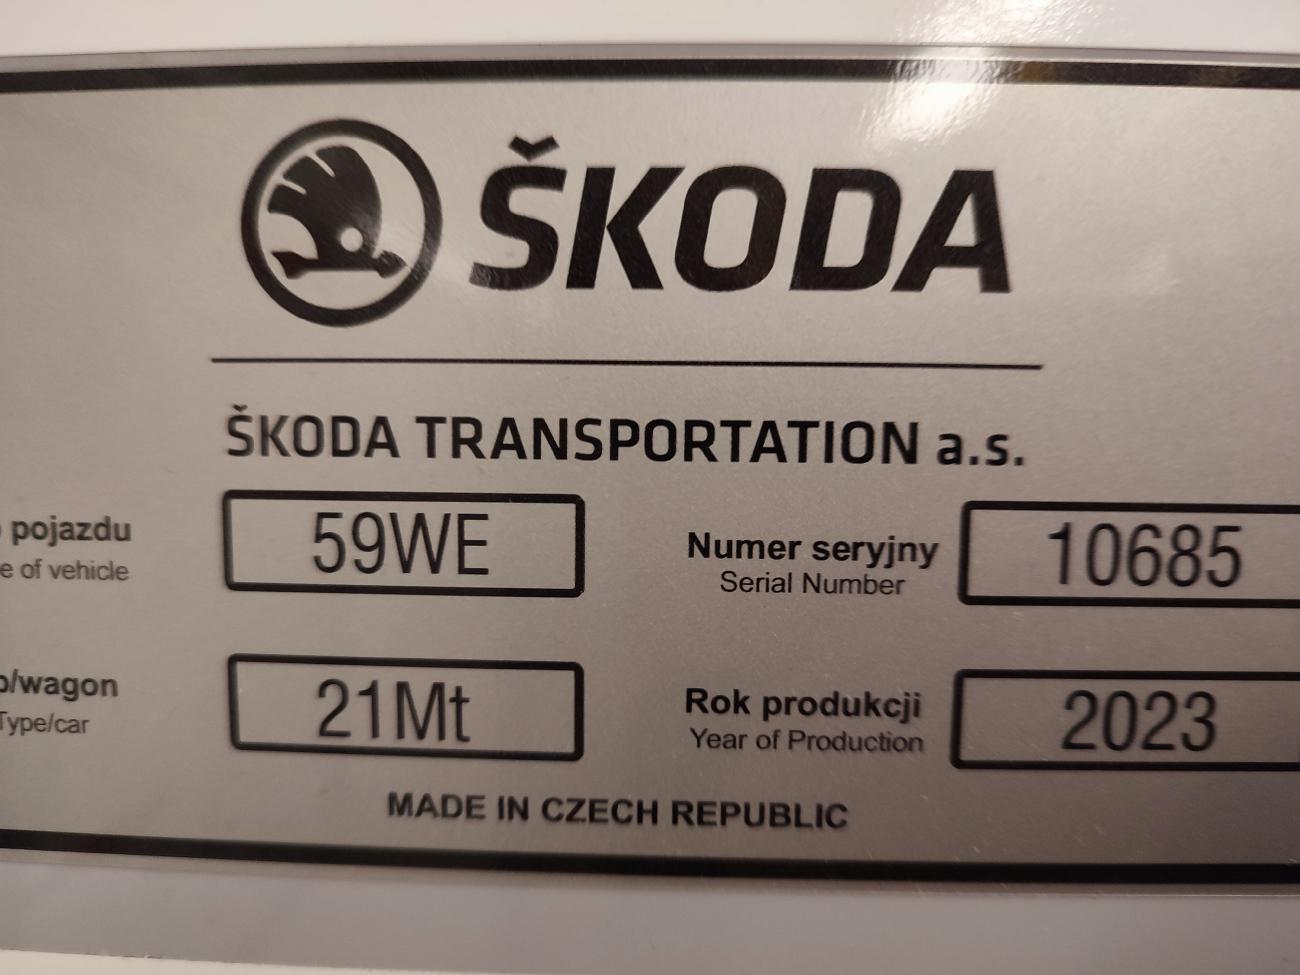 ŠKODA
ŠKODA TRANSPORTATION a.s.
pojazdu
59WE
Numer seryjny
10685
of vehicle
Serial Number
/wagon
21Mt
Rok produkcji
2023
Type/car
Year of Production
MADE IN CZECH REPUBLIC